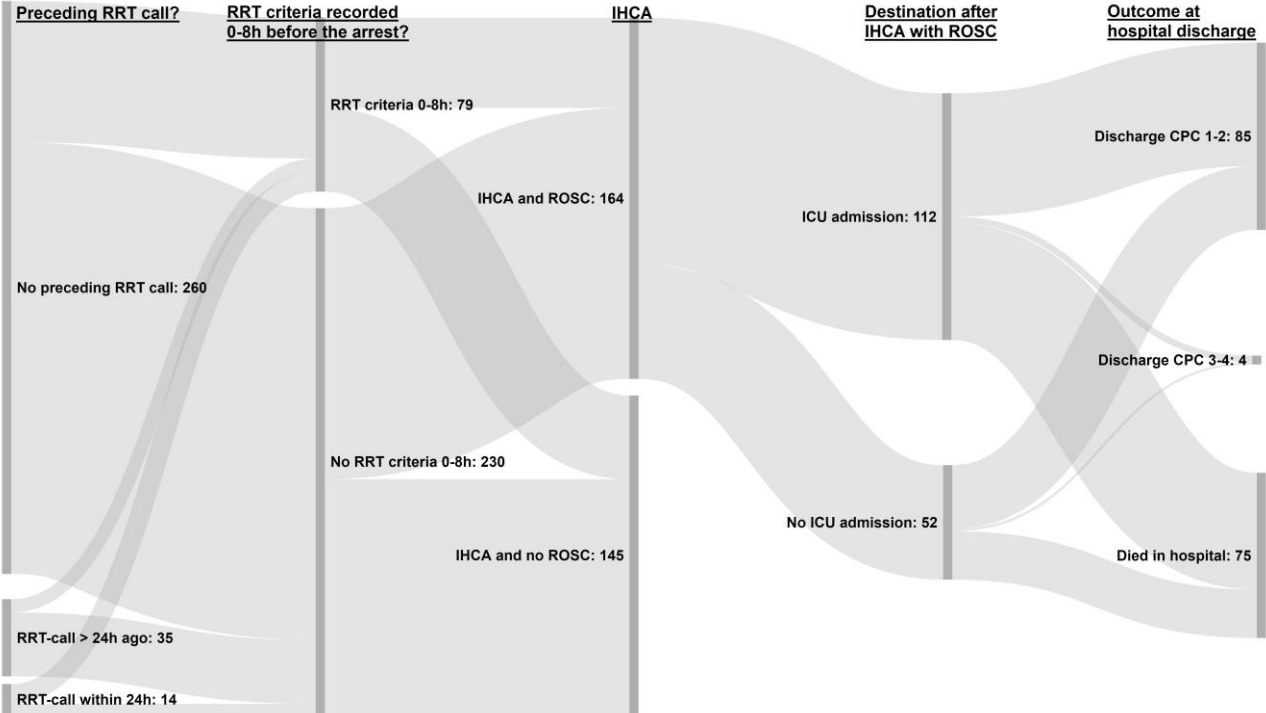 Preceding RRT call?
RRT criteria recorded
0-8h before the arrest?
IHCA
Destination after
IHCA with ROSC
Outcome at
hospital discharge
RRT criteria 0-8h: 79
Discharge CPC 1-2: 85
IHCA and ROSC: 164
ICU admission: 112
No preceding RRT call: 260
Discharge CPC 3-4: 4
No RRT criteria 0-8h: 230
No ICU admission: 52
IHCA and no ROSC: 145
Died in hospital: 75
RRT-call > 24h ago: 35
RRT-call within 24h: 14